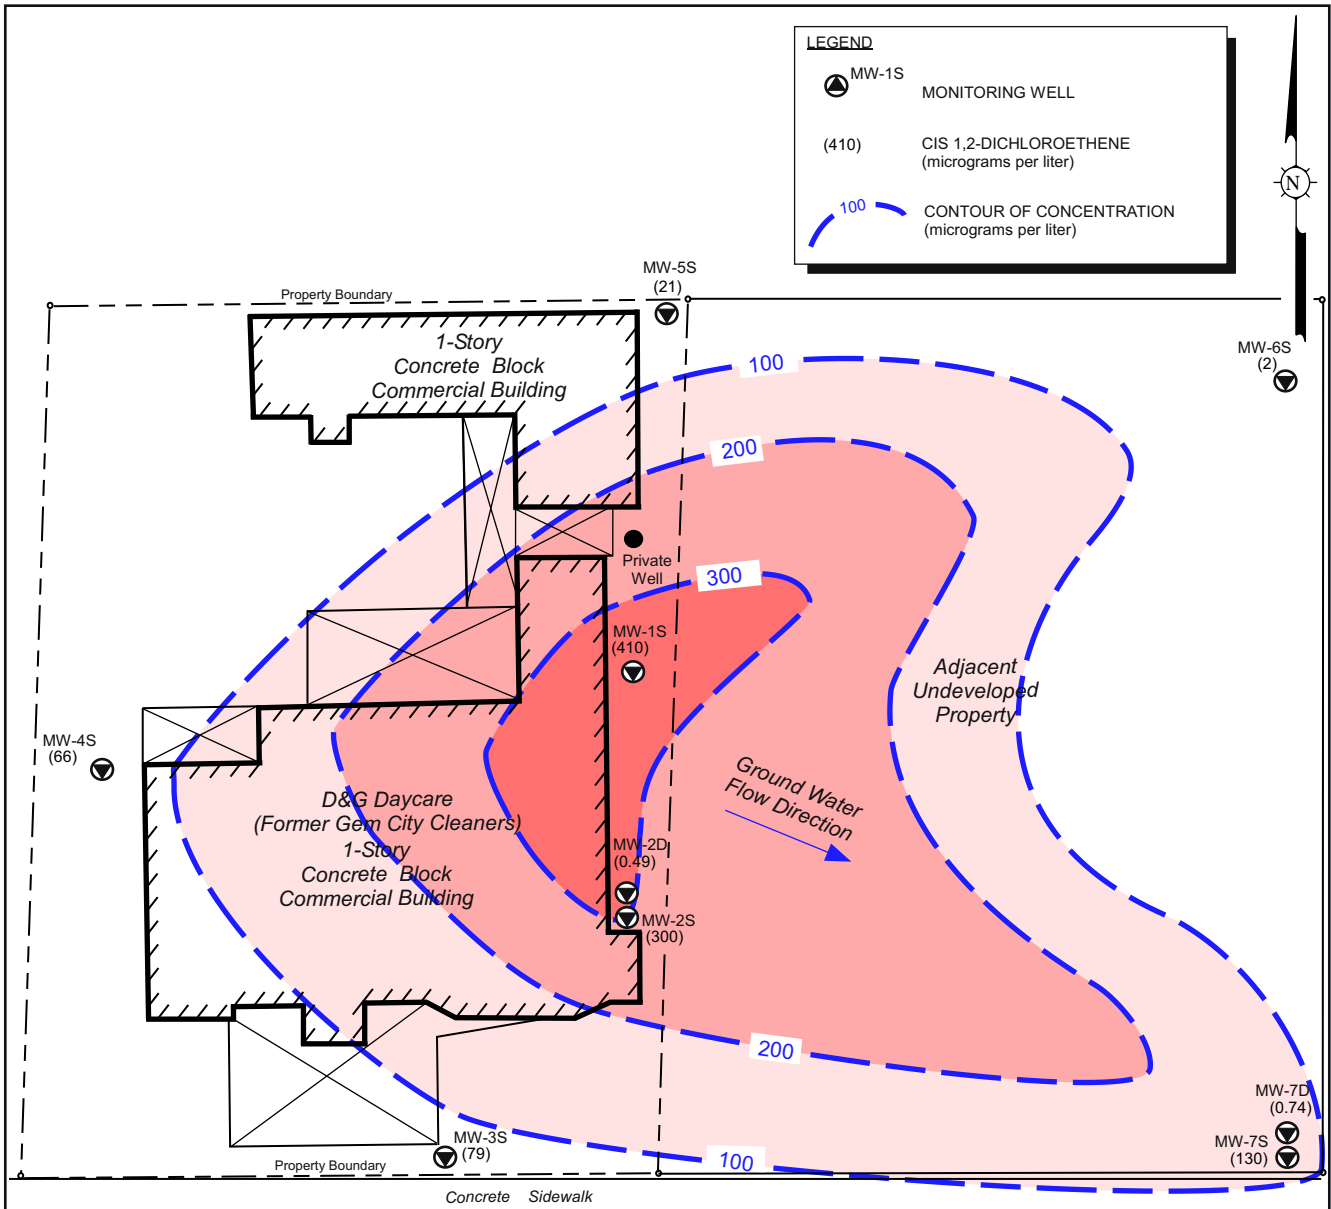 LEGEND
MW-1S
MONITORING WELL
(410)
CIS 1,2-DICHLOROETHENE
(micrograms per liter)
100
CONTOUR OF CONCENTRATION
(micrograms per liter)
N
MW-5S
(21)
Property Boundary
MW-6S
(2)
1-Story
Concrete Block
Commercial Building
100
200
Private
Well
300
MW-1S
(410)
Adjacent
Undeveloped
Property
MW-4S
(66)
Ground Water
Flow Direction
D&G Daycare
(Former Gem City Cleaners)
1-Story
Concrete Block
Commercial Building
MW-2D
(0.49)
MW-2S
(300)
200
MW-7D
(0.74)
MW-7S
(130)
MW-3S
(79)
100
Property Boundary
Concrete Sidewalk